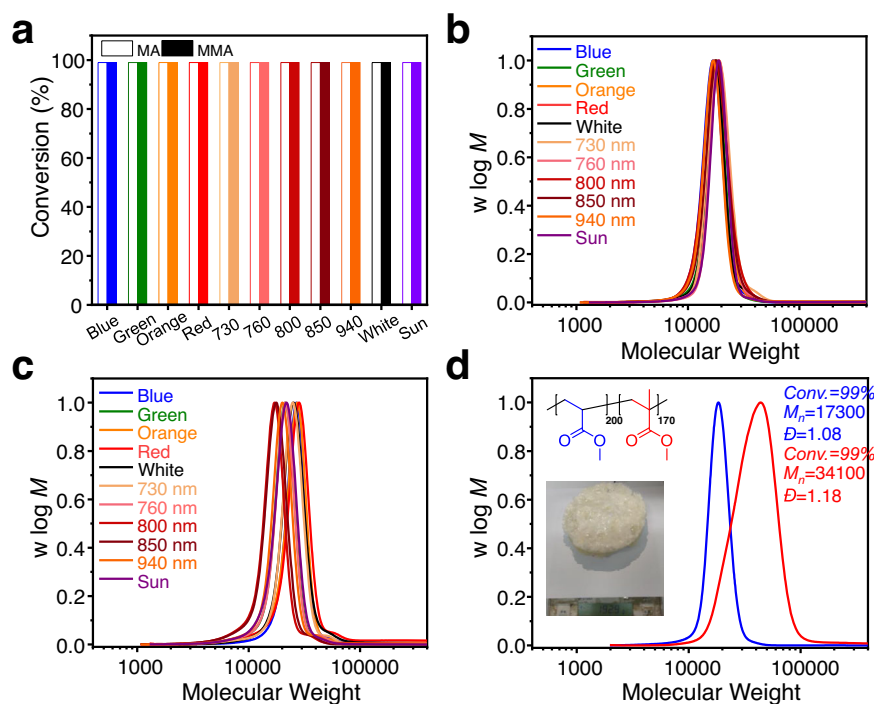 a
MA MMA
Conversion (%)
100
80
60
40
20
0
Blue Green Orange Red 730 760 800 850 940 White Sun
b
w log M
1.0
0.8
0.6
0.4
0.2
0.0
Blue
Green
Orange
Red
White
730 nm
760 nm
800 nm
850 nm
940 nm
Sun
1000 10000 100000
Molecular Weight
c
w log M
1.0
0.8
0.6
0.4
0.2
0.0
Blue
Green
Orange
Red
White
730 nm
760 nm
800 nm
850 nm
940 nm
Sun
1000 10000 100000
Molecular Weight
d
w log M
1.0
0.8
0.6
0.4
0.2
0.0
200 170
O O
O O
Conv.=99%
Mn=17300
Đ=1.08
Conv.=99%
Mn=34100
Đ=1.18
1000 10000 100000
Molecular Weight